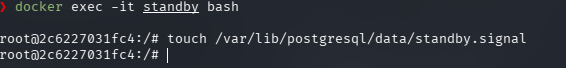 ❯ docker exec -it standby bash
root@2c6227031fc4:/# touch /var/lib/postgresql/data/standby.signal
root@2c6227031fc4:/#